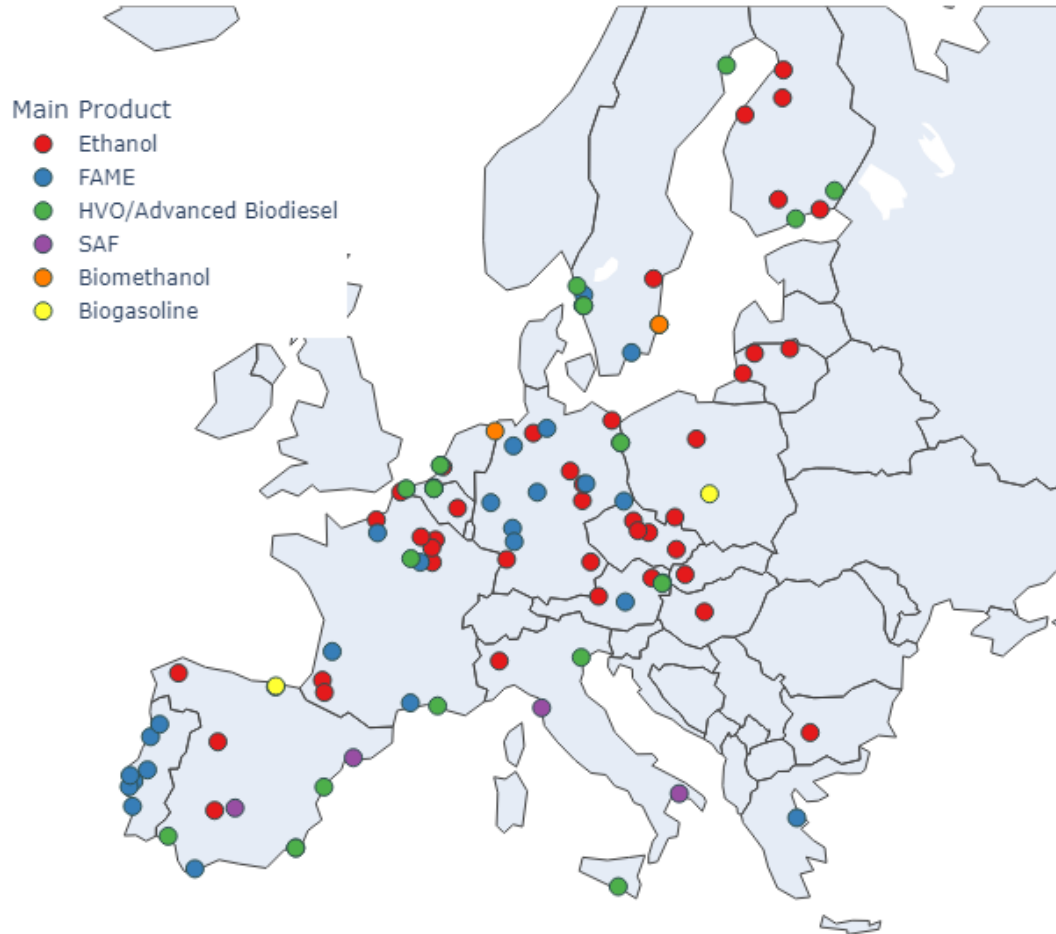 Main Product
Ethanol
FAME
HVO/Advanced Biodiesel
SAF
Biomethanol
Biogasoline